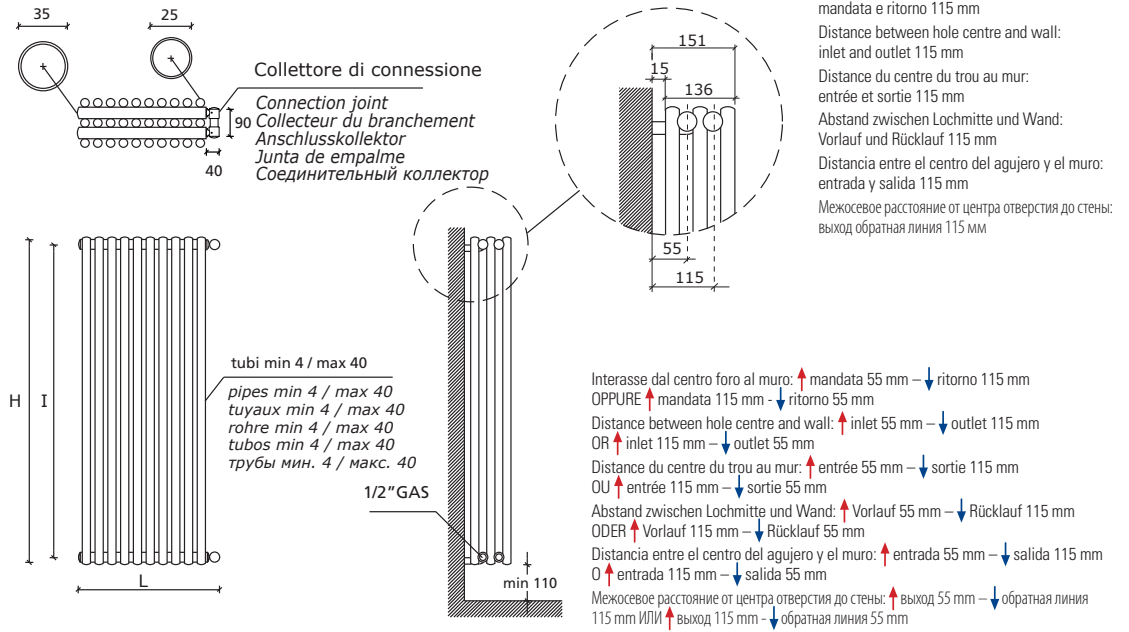 35
25
Collettore di connessione
Connection joint
Collecteur du branchement
Anschlusskollektor
Junta de empalme
Соединительный коллектор
90
40
151
15
136
55
115
mandata e ritorno 115 mm
Distance between hole centre and wall:
inlet and outlet 115 mm
Distance du centre du trou au mur:
entrée et sortie 115 mm
Abstand zwischen Lochmitte und Wand:
Vorlauf und Rücklauf 115 mm
Distancia entre el centro del agujero y el muro:
entrada y salida 115 mm
Межосевое расстояние от центра отверстия до стены:
выход обратная линия 115 мм
H
I
L
tubi min 4 / max 40
pipes min 4 / max 40
tuyaux min 4 / max 40
rohre min 4 / max 40
tubos min 4 / max 40
трубы мин. 4 / макс. 40
1/2”GAS
min 110
Interasse dal centro foro al muro: mandata 55 mm – ritorno 115 mm
OPPURE mandata 115 mm - ritorno 55 mm
Distance between hole centre and wall: inlet 55 mm – outlet 115 mm
OR inlet 115 mm – outlet 55 mm
Distance du centre du trou au mur: entrée 55 mm – sortie 115 mm
OU entrée 115 mm – sortie 55 mm
Abstand zwischen Lochmitte und Wand: Vorlauf 55 mm – Rücklauf 115 mm
ODER Vorlauf 115 mm – Rücklauf 55 mm
Distancia entre el centro del agujero y el muro: entrada 55 mm – salida 115 mm
O entrada 115 mm – salida 55 mm
Межосевое расстояние от центра отверстия до стены: выход 55 mm – обратная линия
115 mm ИЛИ выход 115 mm - обратная линия 55 mm